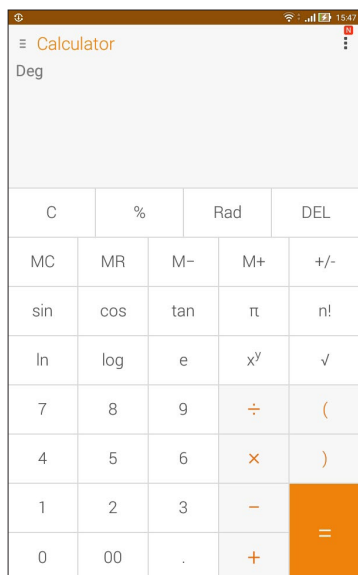 15:47
N
Calculator
Deg
C % Rad DEL
MC MR M− M+ +/-
sin cos tan π n!
ln log e xʸ √
7 8 9 ÷ (
4 5 6 × )
1 2 3 −
=
0 00 . +